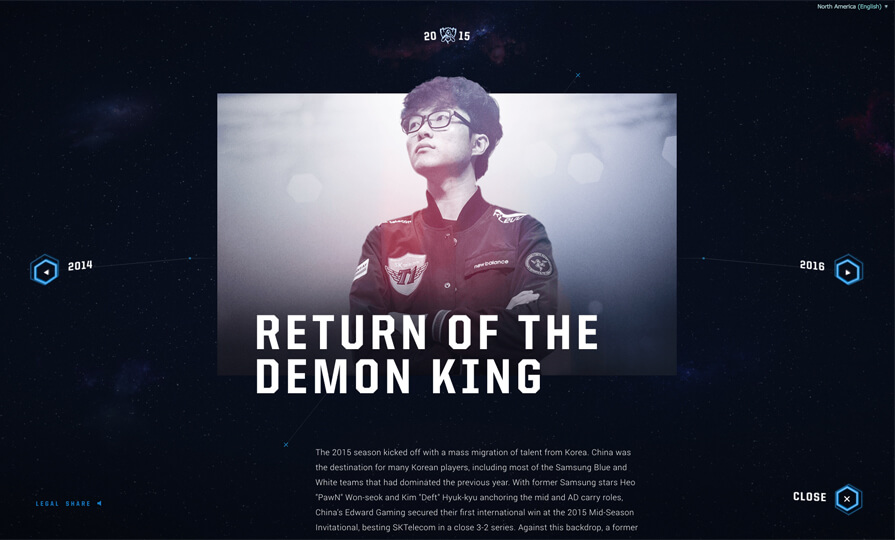 North America (English)
20 15
2014
2016
new balance
RETURN OF THE
DEMON KING
The 2015 season kicked off with a mass migration of talent from Korea. China was
the destination for many Korean players, including most of the Samsung Blue and
White teams that had dominated the previous year. With former Samsung stars Heo
"PawN" Won-seok and Kim "Deft" Hyuk-kyu anchoring the mid and AD carry roles,
China's Edward Gaming secured their first international win at the 2015 Mid-Season
Invitational, besting SKTelecom in a close 3-2 series. Against this backdrop, a former
LEGAL SHARE
CLOSE